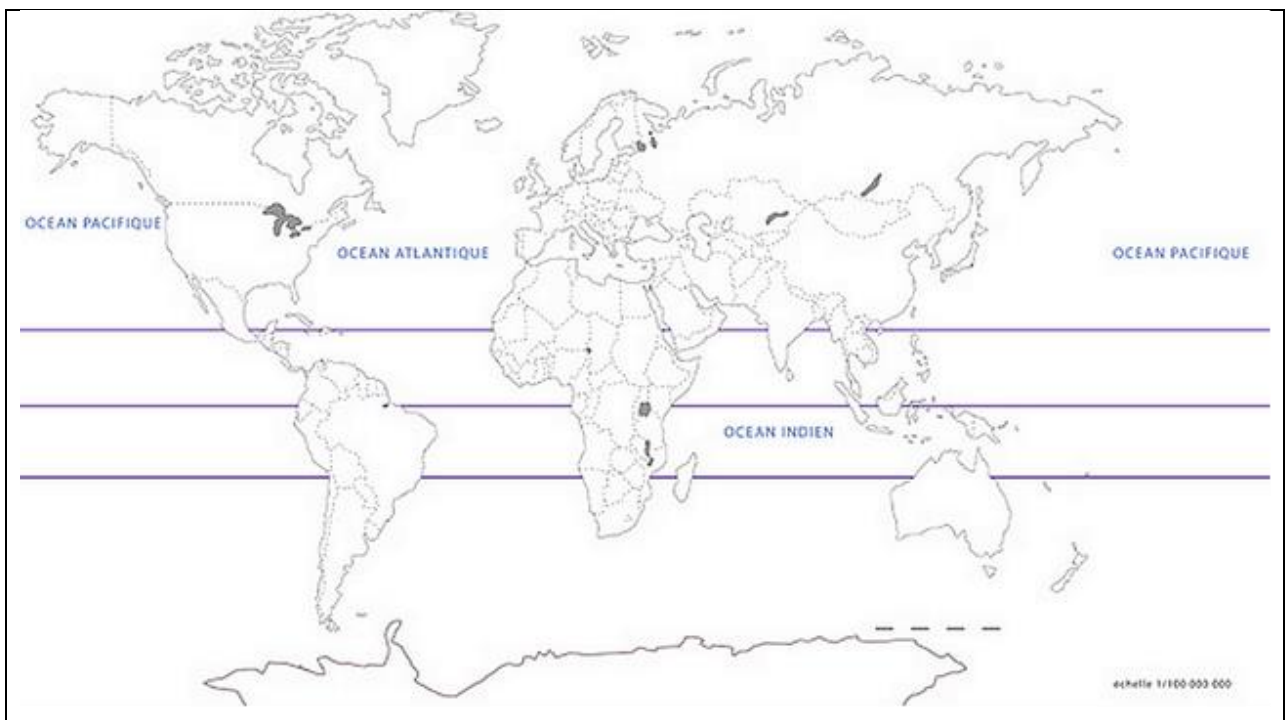 OCEAN PACIFIQUE
OCEAN ATLANTIQUE
OCEAN PACIFIQUE
OCEAN INDIEN
échelle 1/100 000 000